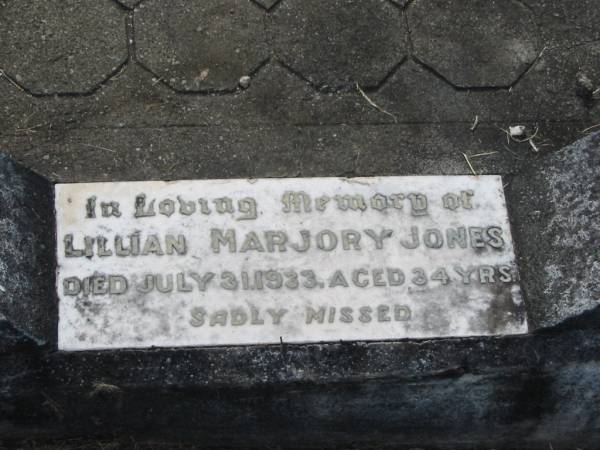 In Loving Memory of
LILLIAN MARJORY JONES
DIED JULY 31.1933. AGED 34 YRS.
SADLY MISSED